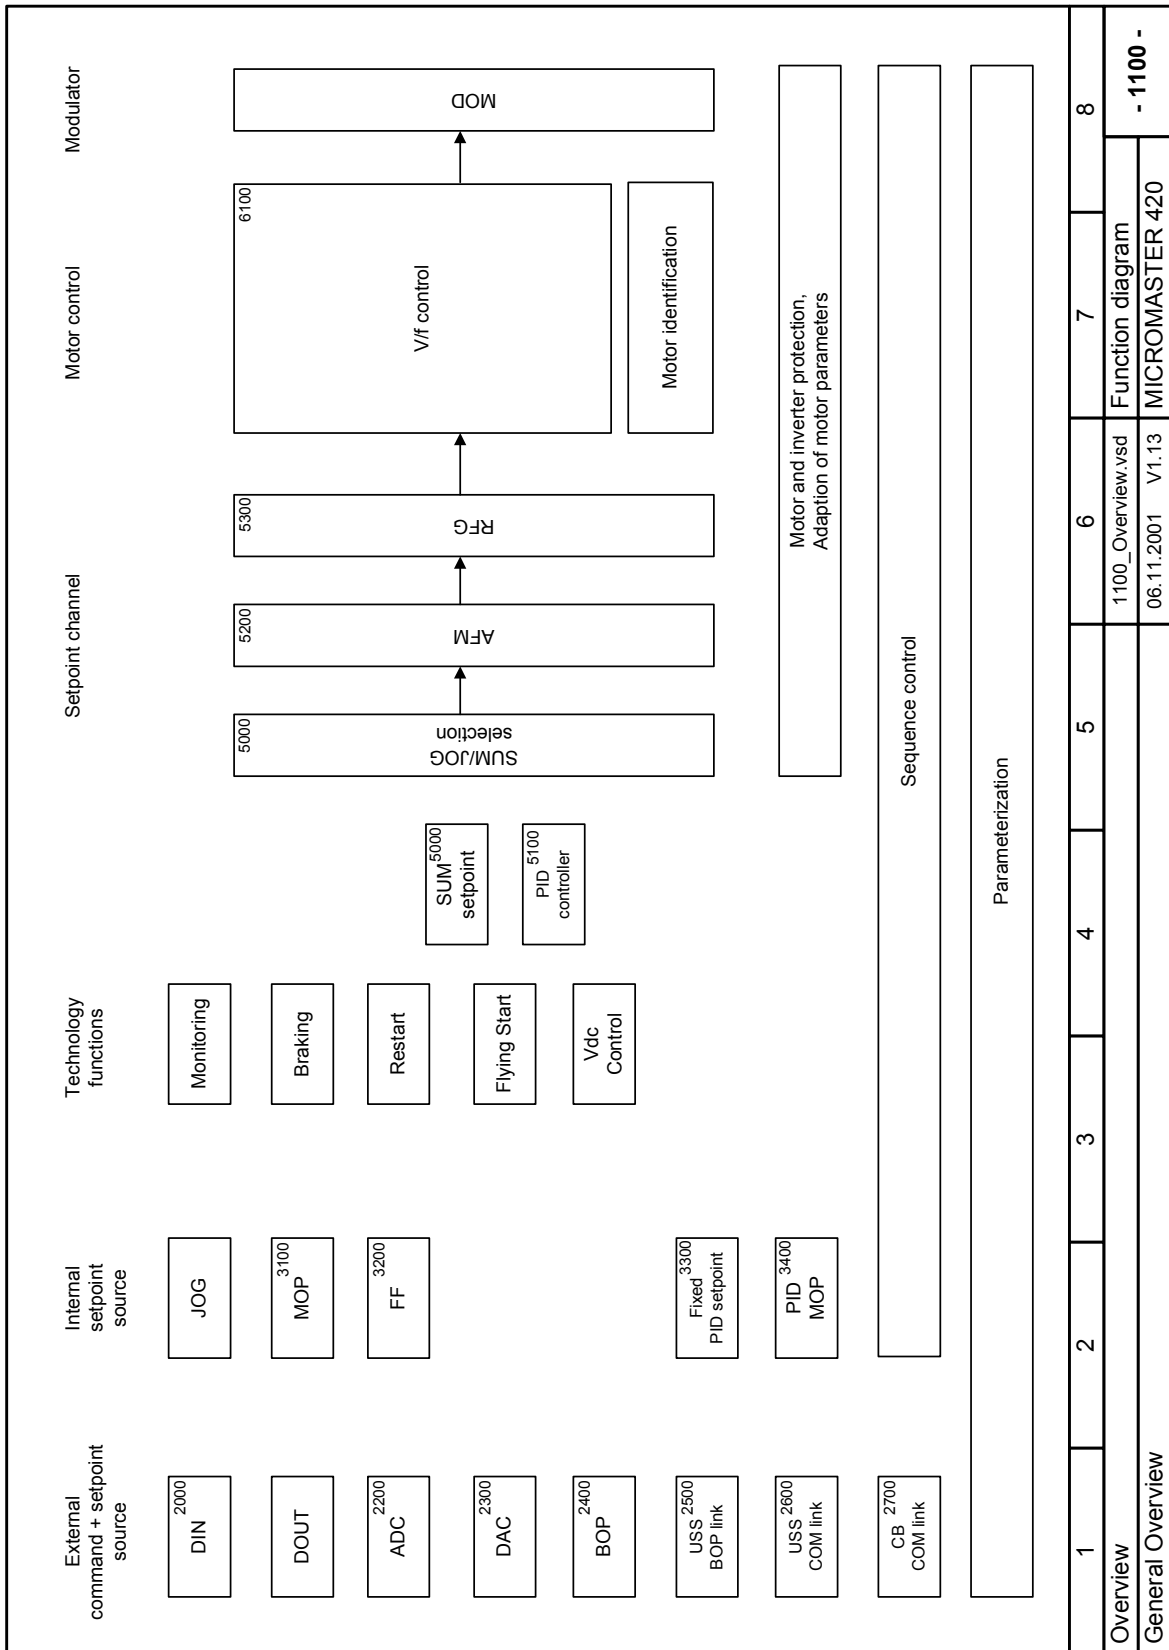 External
command + setpoint
source
Internal
setpoint
source
Technology
functions
Setpoint channel
Motor control
Modulator
DIN
2000
DOUT
ADC
2200
DAC
2300
BOP
2400
USS
2500
BOP link
USS
2600
COM link
CB
2700
COM link
JOG
MOP
3100
FF
3200
Fixed
3300
PID setpoint
PID
3400
MOP
Monitoring
Braking
Restart
Flying Start
Vdc
Control
SUM
5000
setpoint
PID
5100
controller
5000
SUM/JOG
selection
5200
AFM
5300
RFG
6100
V/f control
Motor identification
MOD
Motor and inverter protection,
Adaption of motor parameters
Sequence control
Parameterization
1 2 3 4 5 6 7 8
Overview 1100_Overview.vsd Function diagram
- 1100 -
General Overview 06.11.2001 V1.13 MICROMASTER 420